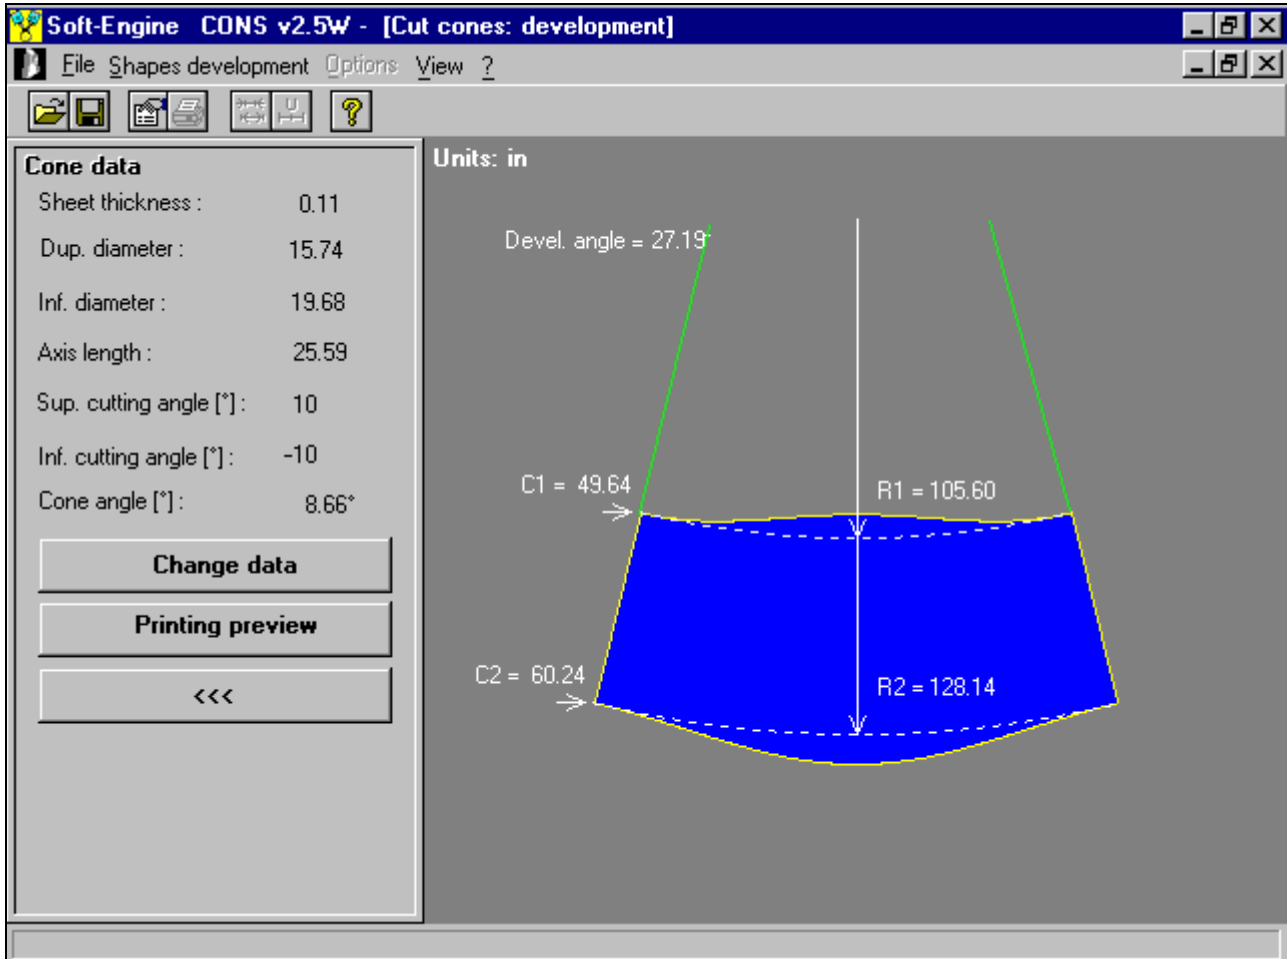 Soft-Engine CONS v2.5W - [Cut cones: development]
File Shapes development Options View ?
Cone data
Sheet thickness : 0.11
Dup. diameter : 15.74
Inf. diameter : 19.68
Axis length : 25.59
Sup. cutting angle [°] : 10
Inf. cutting angle [°] : -10
Cone angle [°] : 8.66°
Change data
Printing preview
<<<
Units: in
Devel. angle = 27.19°
C1 = 49.64
R1 = 105.60
C2 = 60.24
R2 = 128.14